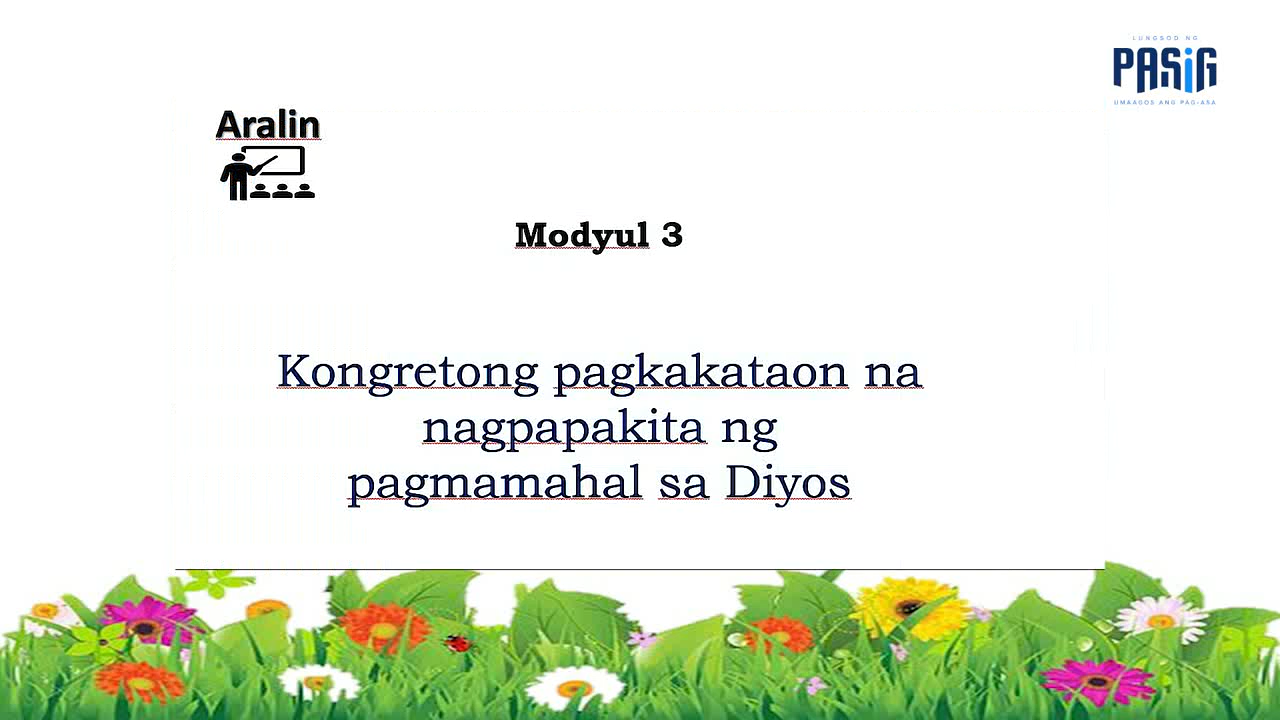 LUNGSOD NG
PASiG
UMAAGOS ANG PAG-ASA
Aralin
Modyul 3
Kongretong pagkakataon na
nagpapakita ng
pagmamahal sa Diyos